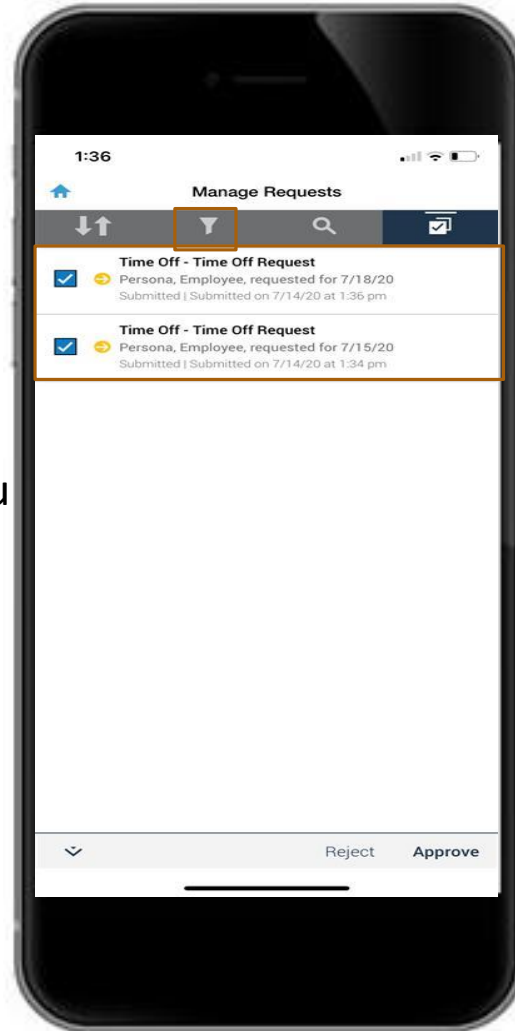 1:36
Manage Requests
Time Off - Time Off Request
Persona, Employee, requested for 7/18/20
Submitted | Submitted on 7/14/20 at 1:36 pm
Time Off - Time Off Request
Persona, Employee, requested for 7/15/20
Submitted | Submitted on 7/14/20 at 1:34 pm
u
Reject Approve